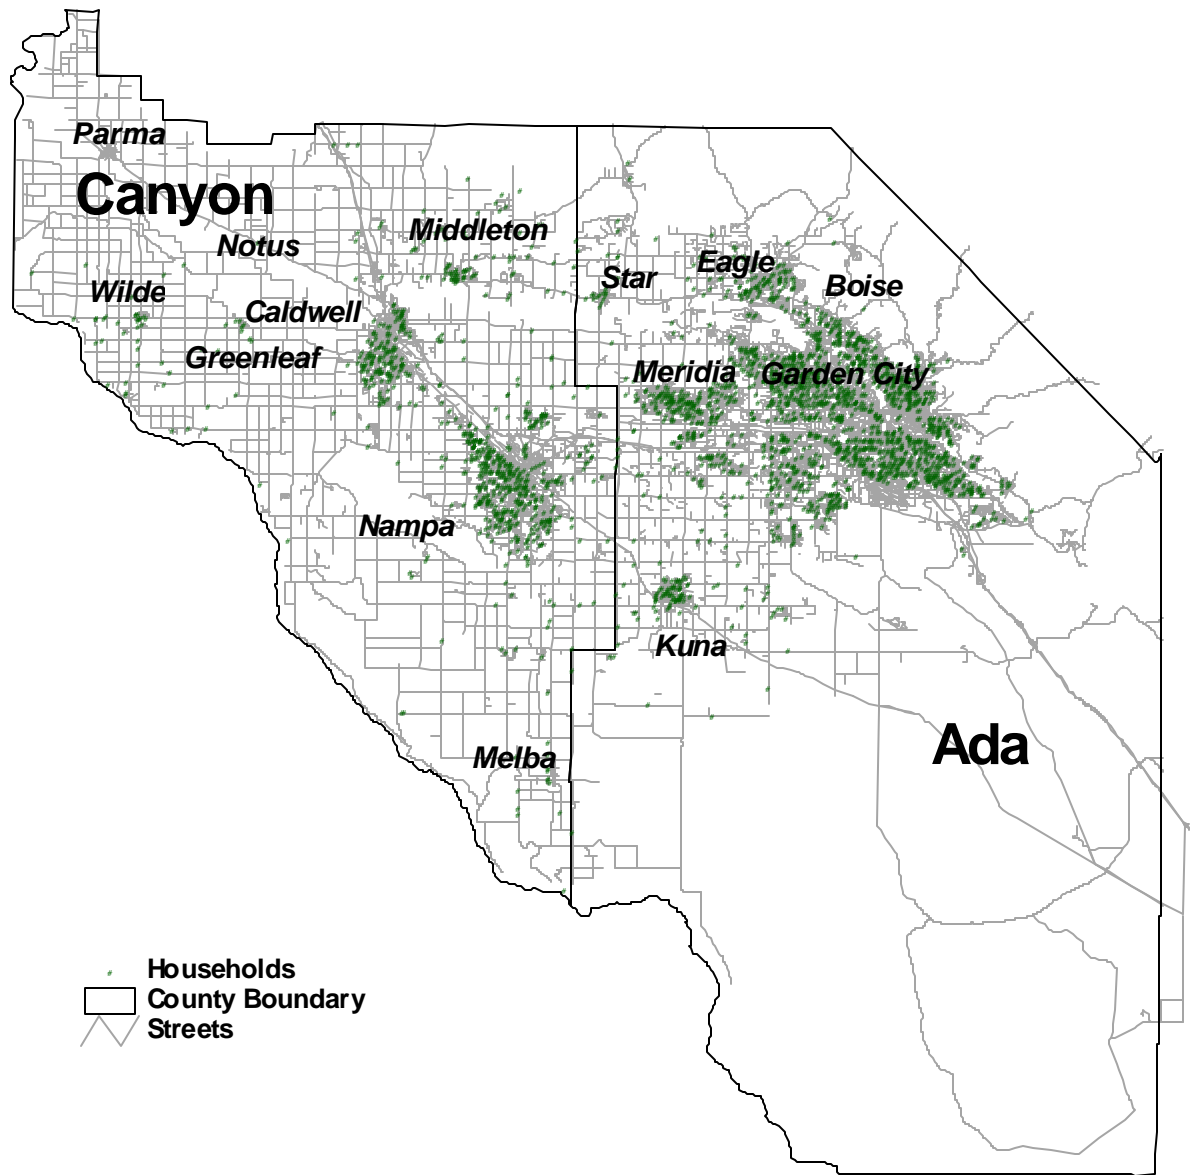 Parma
Canyon
Notus
Middleton
Wilde
Caldwell
Greenleaf
Star
Eagle
Boise
Meridia
Garden City
Nampa
Kuna
Melba
Ada
Households
County Boundary
Streets